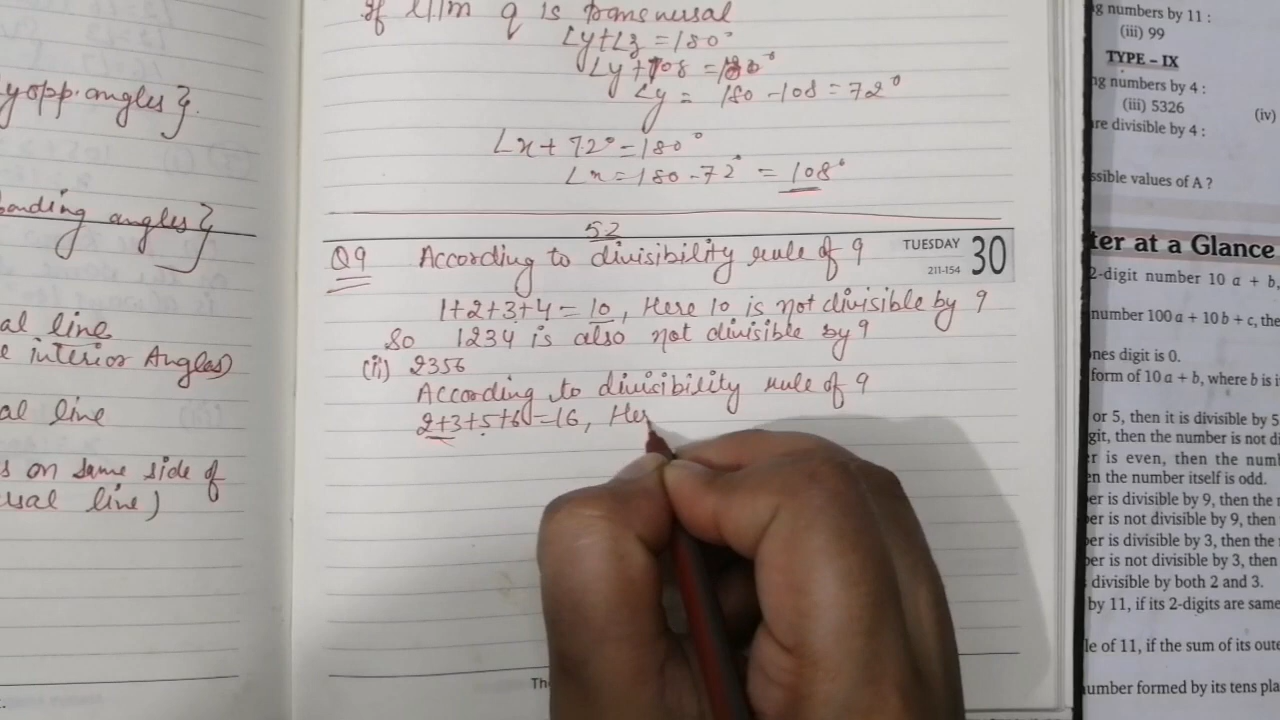 If l//m q is transversal
∠y+∠z=180°
∠y+108=180°
∠y = 180-108=72°
∠x+72°=180°
∠x=180-72° = 108°
y opp. angles }
onding angles }
al line
e interior Angles)
al line
s on same side of
rsal line)
52
Q9 According to divisibility rule of 9
TUESDAY 30
211-154
1+2+3+4=10, Here 10 is not divisible by 9
So 1234 is also not divisible by 9
(ii) 2356
According to divisibility rule of 9
2+3+5+6=16, Her
Th
g numbers by 11 :
(iii) 99
TYPE – IX
ng numbers by 4 :
(iii) 5326
(iv)
re divisible by 4 :
ssible values of A ?
ter at a Glance
2-digit number 10 a + b,
number 100 a + 10 b + c, the
nes digit is 0.
form of 10 a + b, where b is i
or 5, then it is divisible by 5
git, then the number is not di
r is even, then the num
n the number itself is odd.
er is divisible by 9, then the
er is not divisible by 9, then
er is divisible by 3, then the
er is not divisible by 3, then
divisible by both 2 and 3.
by 11, if its 2-digits are same
le of 11, if the sum of its oute
umber formed by its tens pla